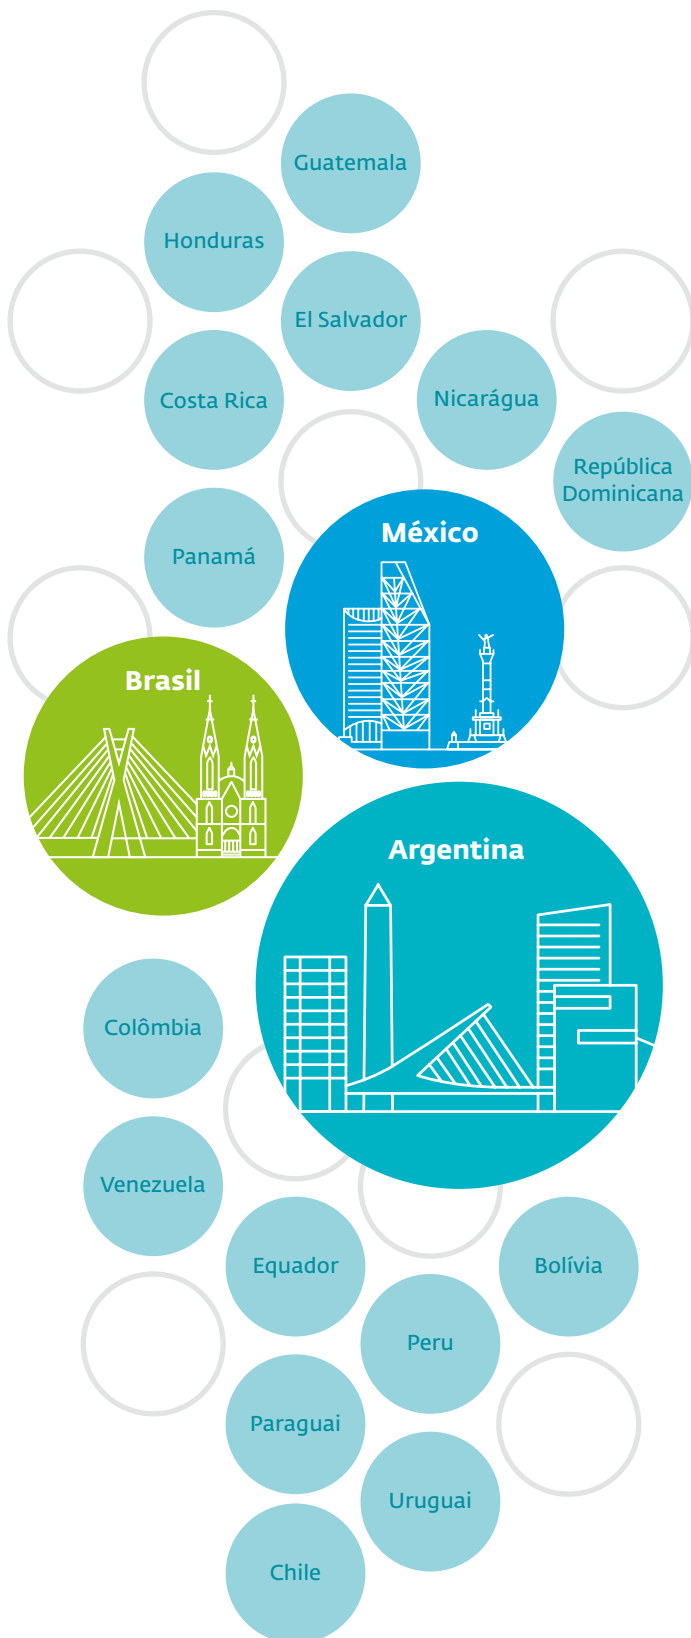 Guatemala
Honduras
El Salvador
Costa Rica
Nicarágua
República
Dominicana
México
Panamá
Brasil
Argentina
Colômbia
Venezuela
Equador
Bolívia
Peru
Paraguai
Uruguai
Chile